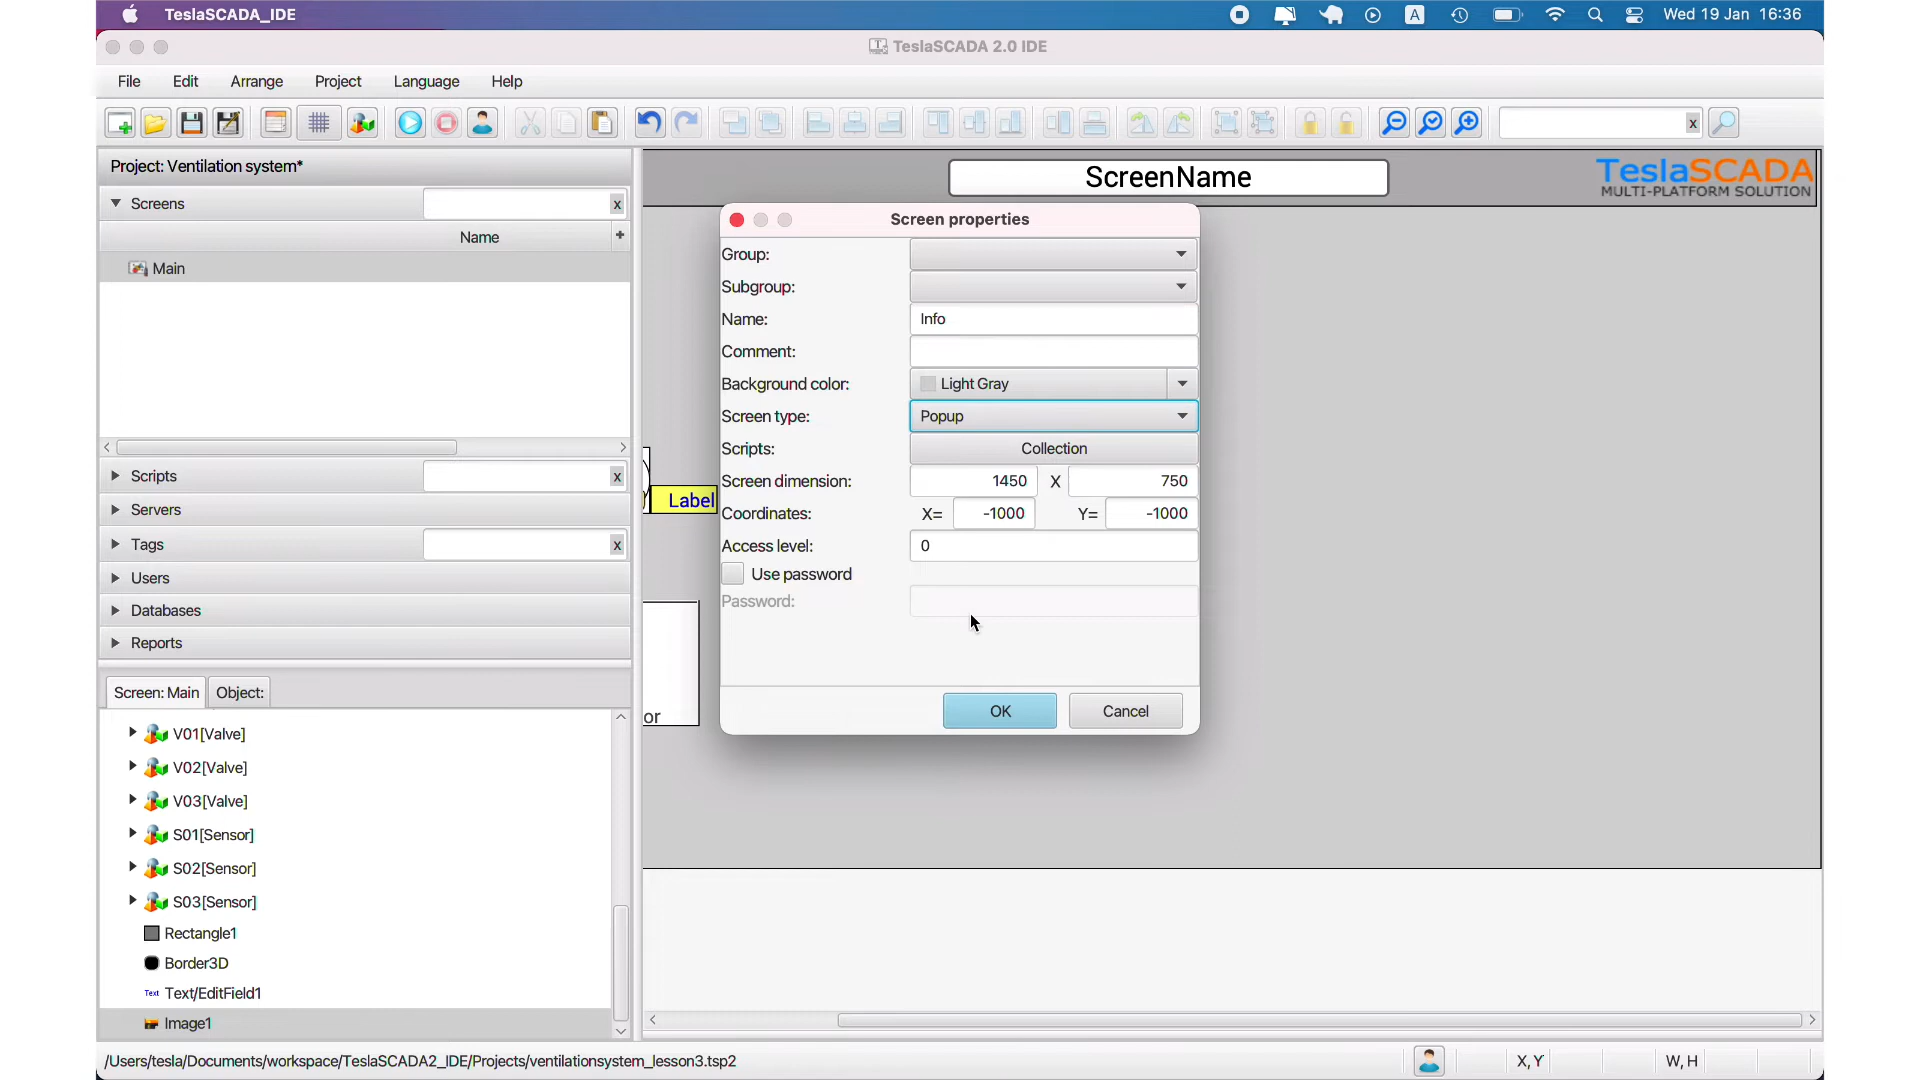 TeslaSCADA_IDE
A
Wed 19 Jan 16:36
TeslaSCADA 2.0 IDE
File Edit Arrange Project Language Help
x
Project: Ventilation system*
Screens
x
Name
+
Main
Scripts
x
Servers
Tags
x
Users
Databases
Reports
Screen: Main
Object:
V01[Valve]
V02[Valve]
V03[Valve]
S01[Sensor]
S02[Sensor]
S03[Sensor]
Rectangle1
Border3D
Text Text/EditField1
Image1
ScreenName
TeslaSCADA
MULTI-PLATFORM SOLUTION
Label
or
Screen properties
Group:
Subgroup:
Name: Info
Comment:
Background color: Light Gray
Screen type: Popup
Scripts: Collection
Screen dimension: 1450 X 750
Coordinates: X= -1000 Y= -1000
Access level: 0
Use password
Password:
OK Cancel
/Users/tesla/Documents/workspace/TeslaSCADA2_IDE/Projects/ventilationsystem_lesson3.tsp2
X,Y
W,H